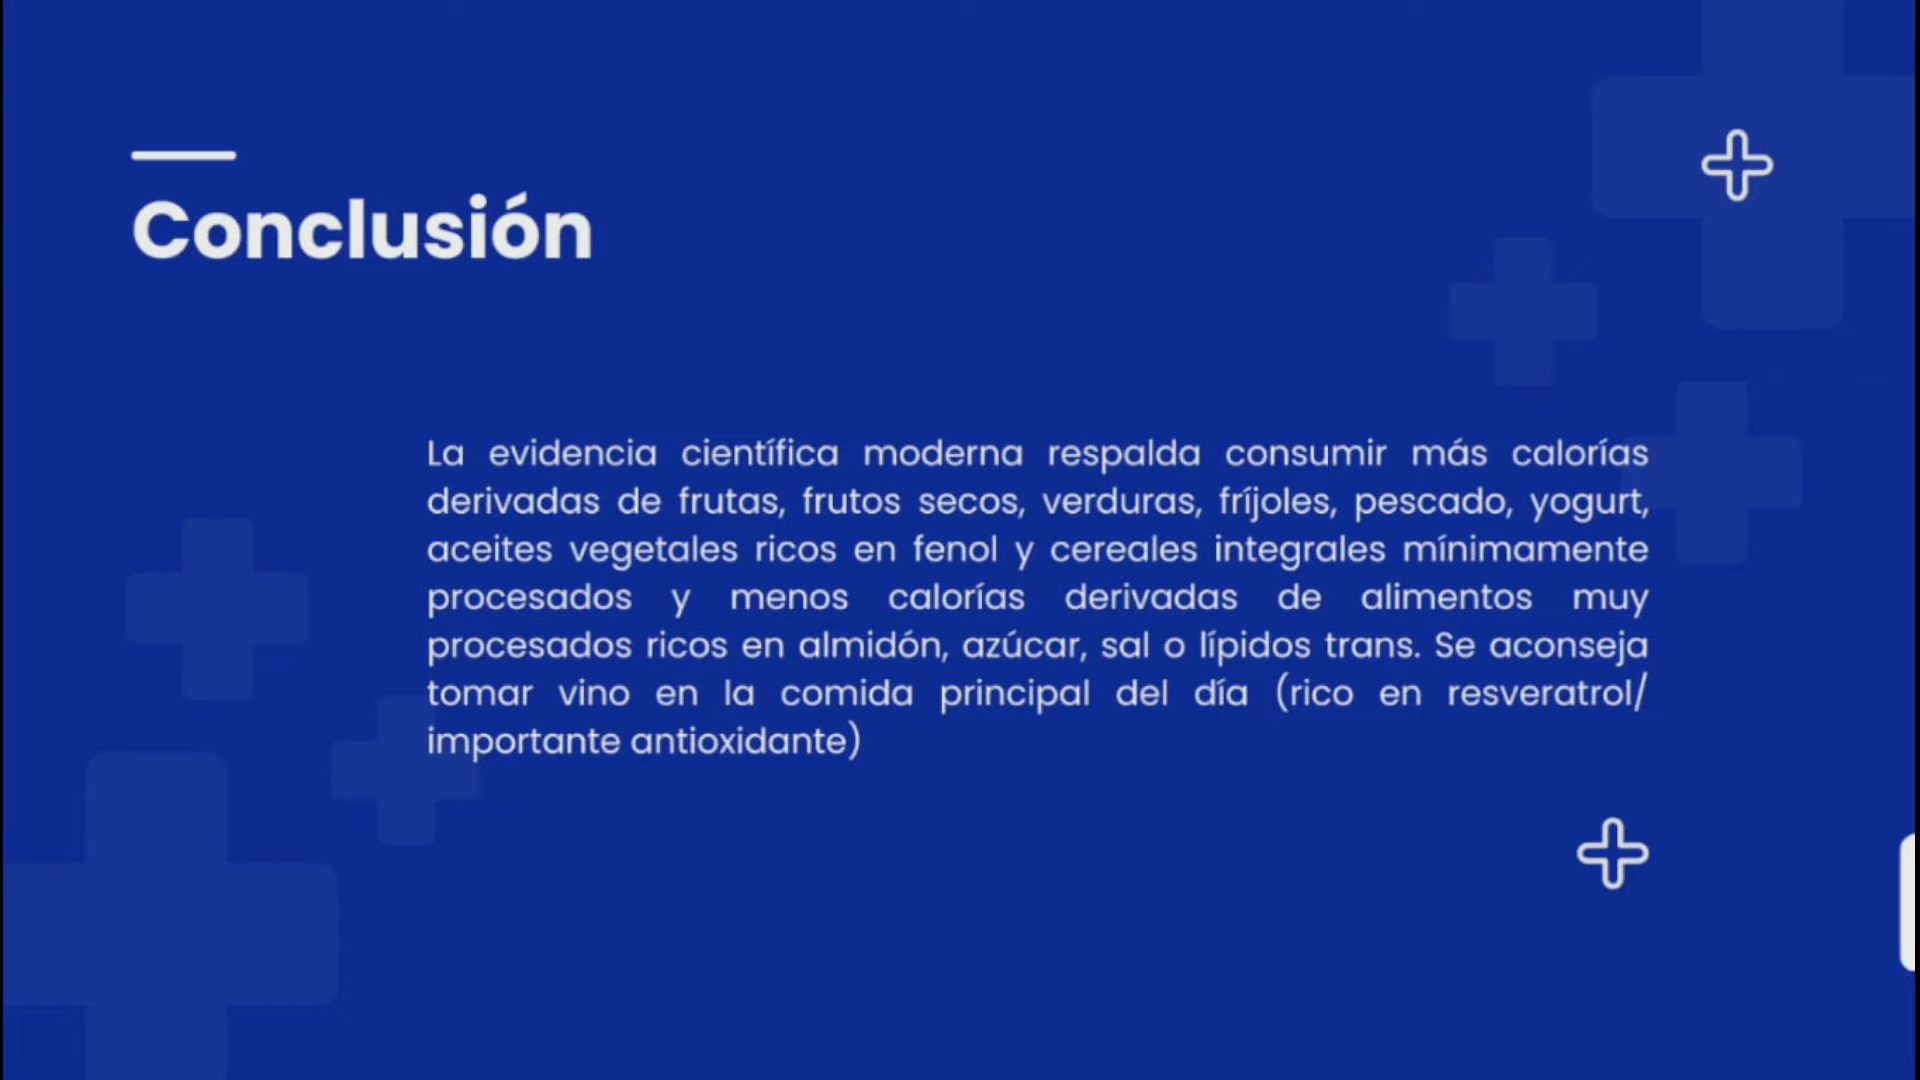 Conclusión
La evidencia científica moderna respalda consumir más calorías
derivadas de frutas, frutos secos, verduras, fríjoles, pescado, yogurt,
aceites vegetales ricos en fenol y cereales integrales mínimamente
procesados y menos calorías derivadas de alimentos muy
procesados ricos en almidón, azúcar, sal o lípidos trans. Se aconseja
tomar vino en la comida principal del día (rico en resveratrol/
importante antioxidante)